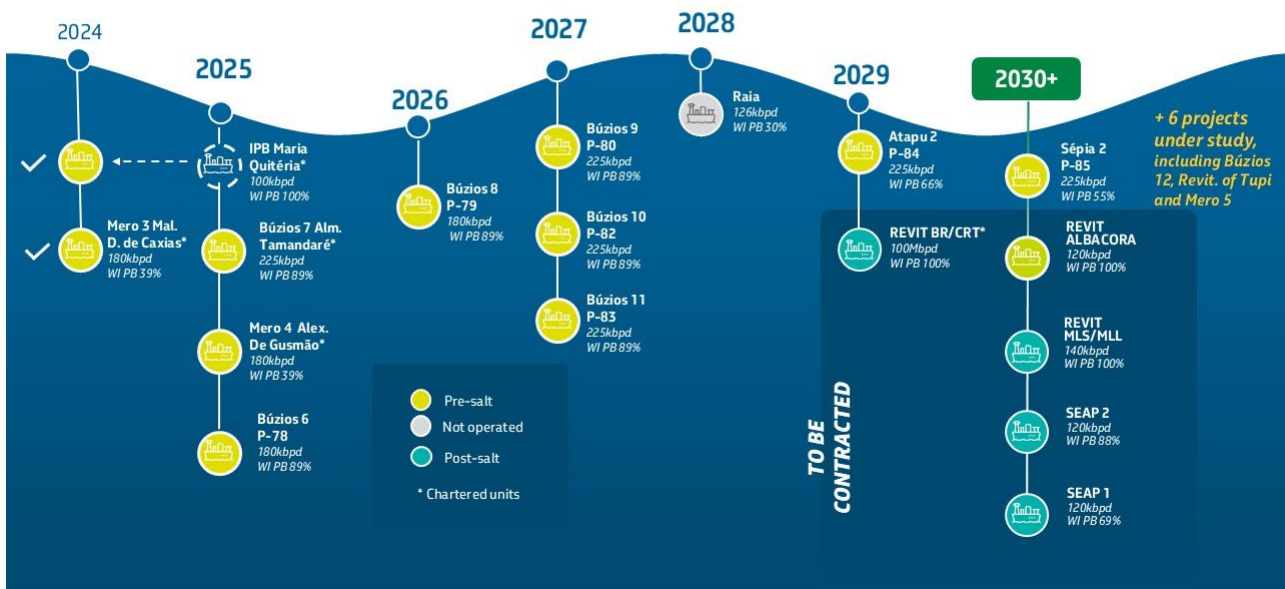 2024
Mero 3 Mal.
D. de Caxias*
180kbpd
WI PB 39%
2025
IPB Maria
Quitéria*
100kbpd
WI PB 100%
Búzios 7 Alm.
Tamandaré*
225kbpd
WI PB 89%
Mero 4 Alex.
De Gusmão*
180kbpd
WI PB 39%
Búzios 6
P-78
180kbpd
WI PB 89%
2026
Búzios 8
P-79
180kbpd
WI PB 89%
2027
Búzios 9
P-80
225kbpd
WI PB 89%
Búzios 10
P-82
225kbpd
WI PB 89%
Búzios 11
P-83
225kbpd
WI PB 89%
2028
Raia
126kbpd
WI PB 30%
2029
Atapu 2
P-84
225kbpd
WI PB 66%
REVIT BR/CRT*
100Mbpd
WI PB 100%
2030+
Sépia 2
P-85
225kbpd
WI PB 55%
REVIT
ALBACORA
120kbpd
WI PB 100%
REVIT
MLS/MLL
140kbpd
WI PB 100%
SEAP 2
120kbpd
WI PB 88%
SEAP 1
120kbpd
WI PB 69%
+ 6 projects
under study,
including Búzios
12, Revit. of Tupi
and Mero 5
TO BE
CONTRACTED
Pre-salt
Not operated
Post-salt
* Chartered units